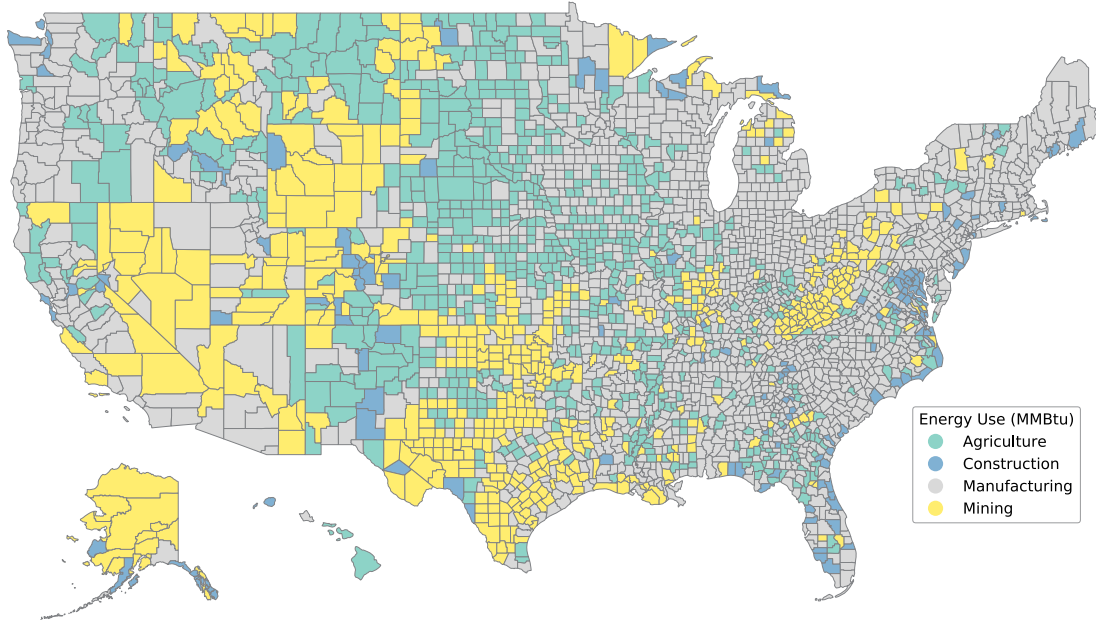 Energy Use (MMBtu)
Agriculture
Construction
Manufacturing
Mining